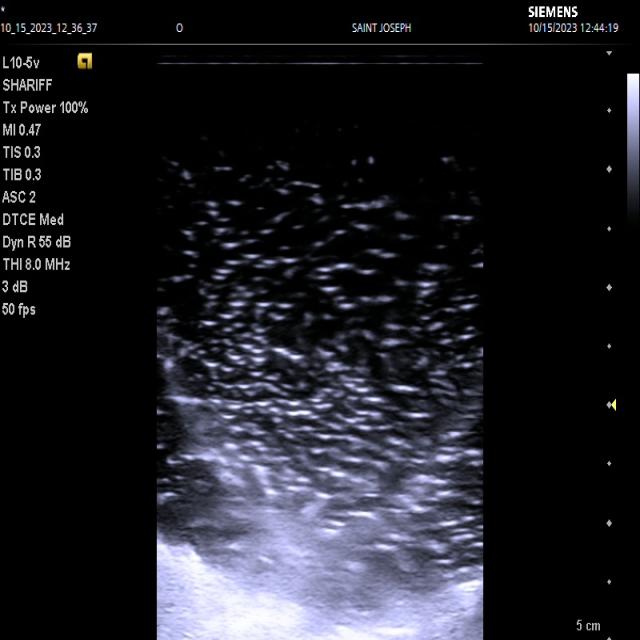 *
SIEMENS
10_15_2023_12_36_37 O SAINT JOSEPH 10/15/2023 12:44:19
L10-5v
SHARIFF
Tx Power 100%
MI 0.47
TIS 0.3
TIB 0.3
ASC 2
DTCE Med
Dyn R 55 dB
THI 8.0 MHz
3 dB
50 fps
5 cm